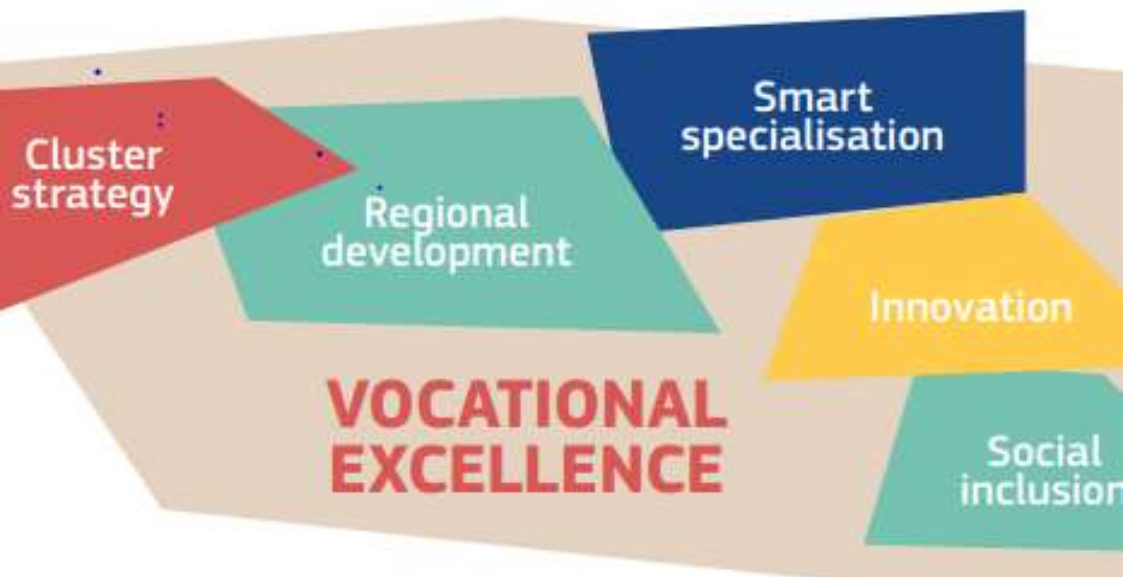 Cluster
strategy
Regional
development
Smart
specialisation
Innovation
VOCATIONAL
EXCELLENCE
Social
inclusion